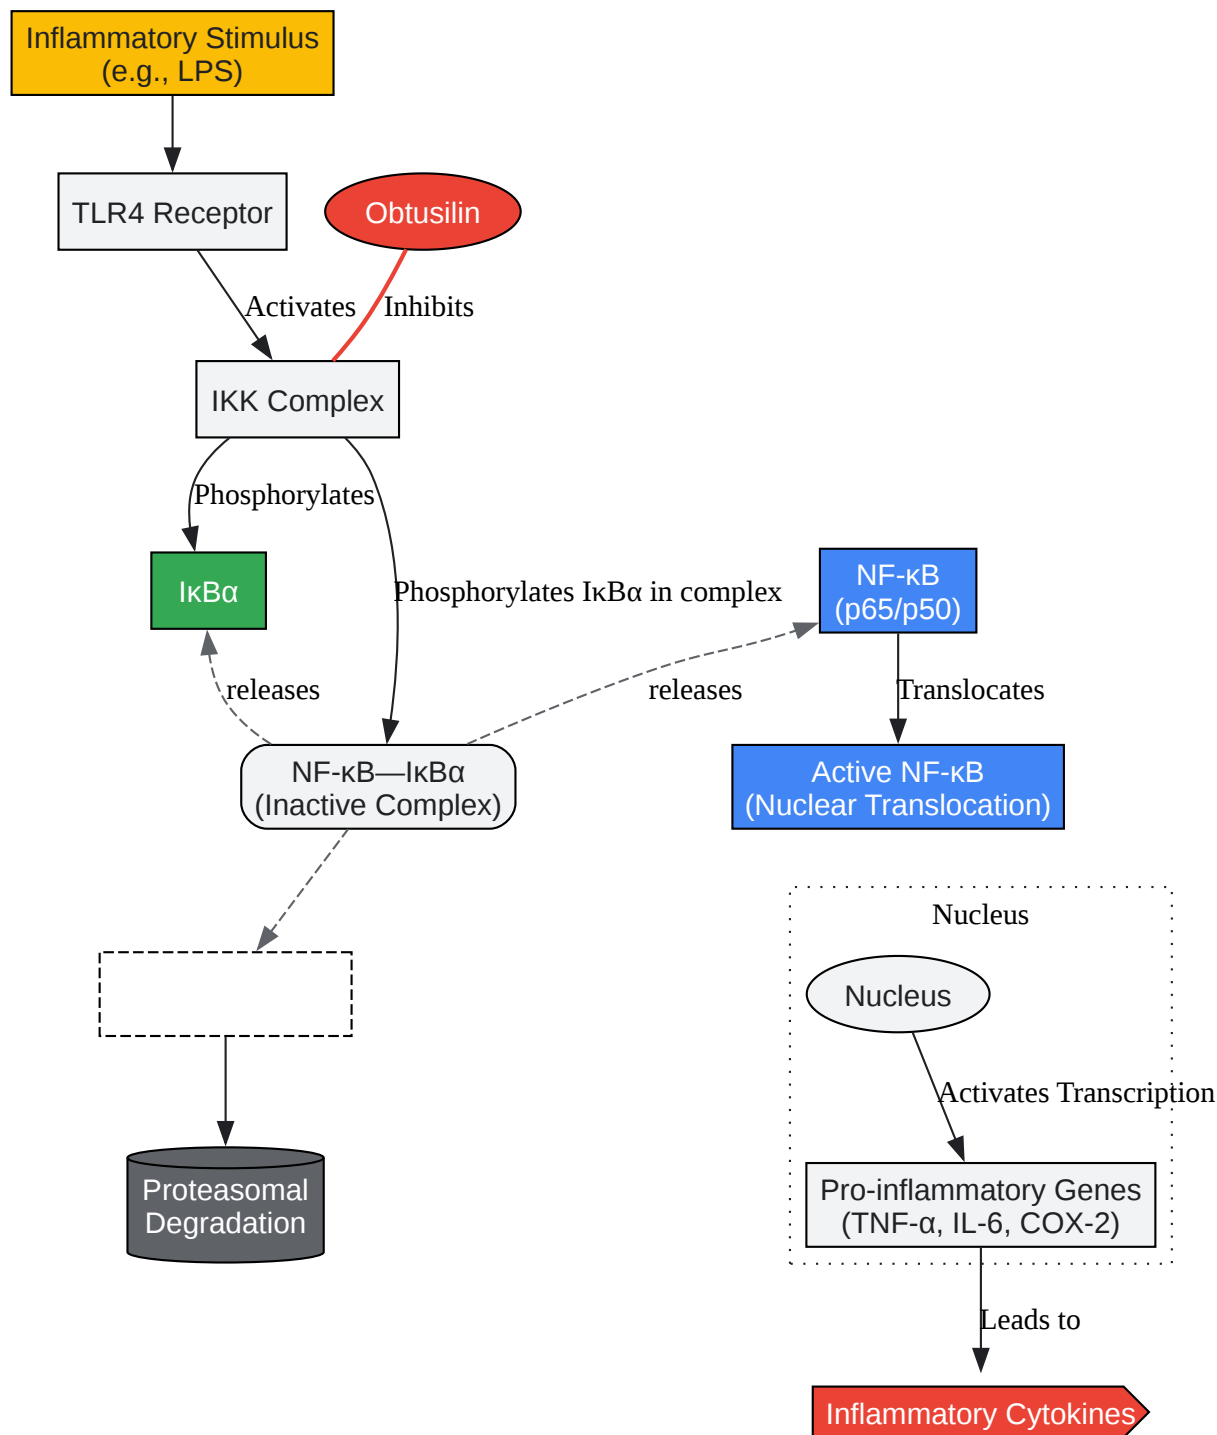 Inflammatory Stimulus
(e.g., LPS)
TLR4 Receptor
Obtusilin
Activates
Inhibits
IKK Complex
Phosphorylates
IκBα
Phosphorylates IκBα in complex
NF-κB
(p65/p50)
releases
releases
Translocates
NF-κB—IκBα
(Inactive Complex)
Active NF-κB
(Nuclear Translocation)
Nucleus
Nucleus
Activates Transcription
Proteasomal
Degradation
Pro-inflammatory Genes
(TNF-α, IL-6, COX-2)
Leads to
Inflammatory Cytokines